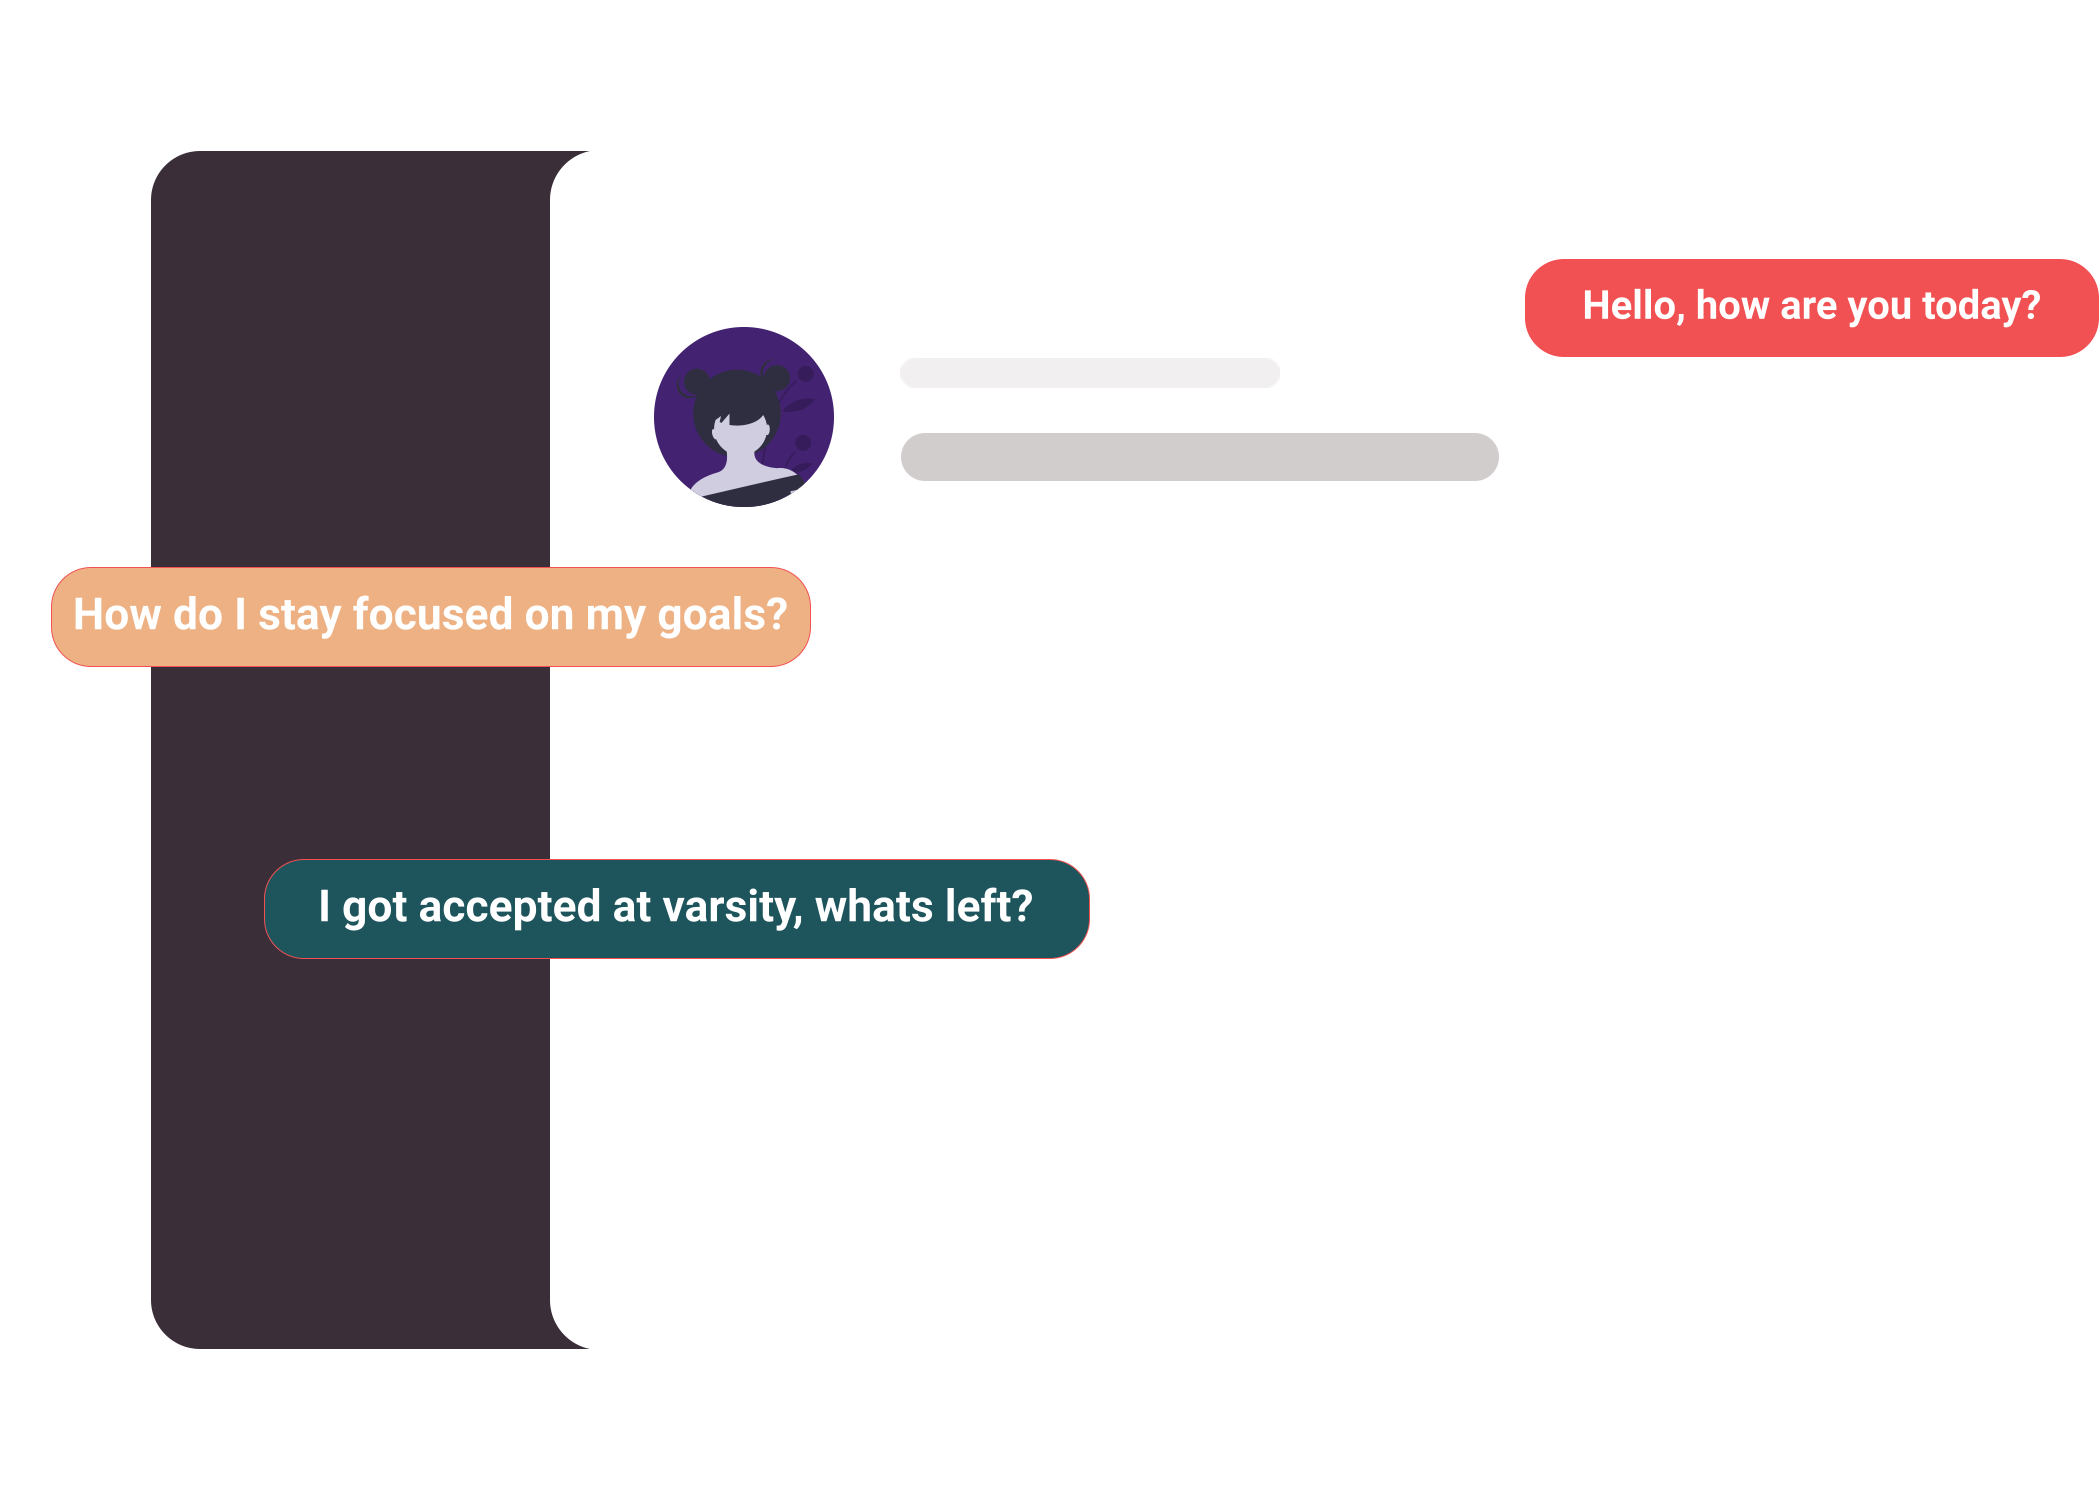 Hello, how are you today?
How do I stay focused on my goals?
I got accepted at varsity, whats left?